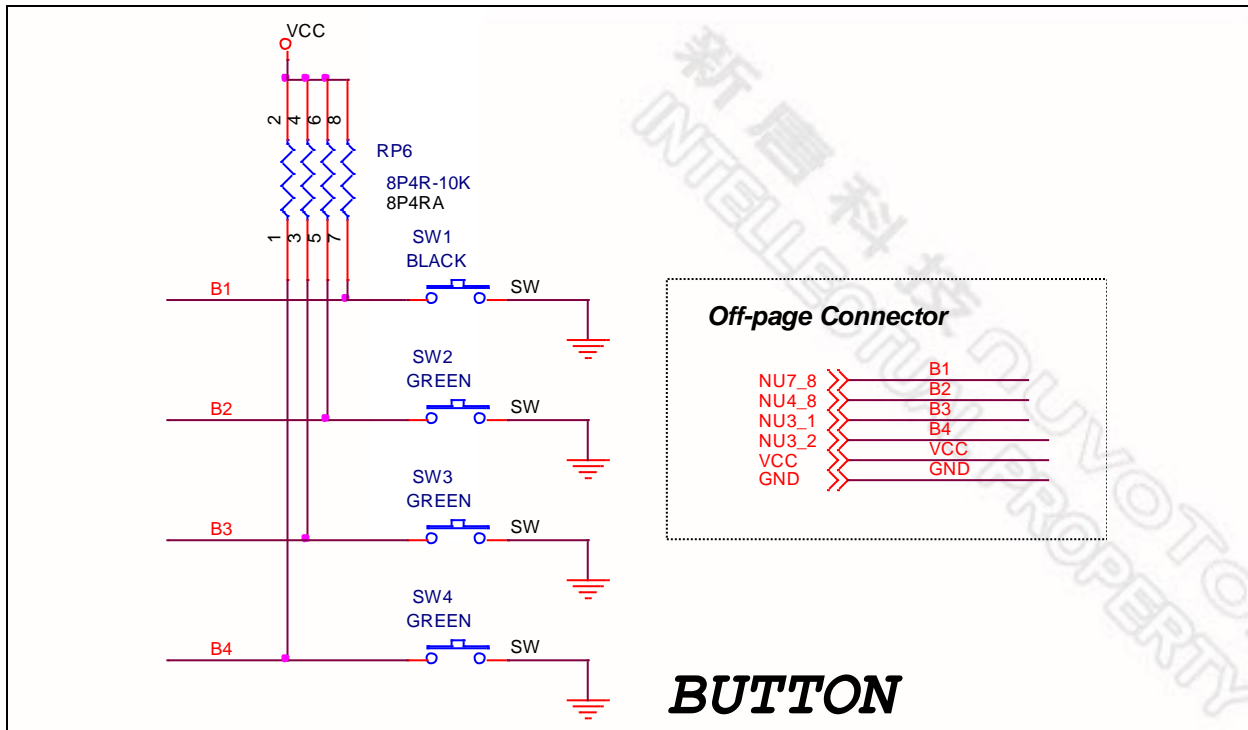 VCC
2 4 6 8
RP6
8P4R-10K
8P4RA
1 3 5 7
SW1
BLACK
B1
SW
SW2
GREEN
B2
SW
SW3
GREEN
B3
SW
SW4
GREEN
B4
SW
Off-page Connector
NU7_8 B1
NU4_8 B2
NU3_1 B3
NU3_2 B4
VCC VCC
GND GND
BUTTON
新唐科技 nuvoTon
INTELLECTUAL PROPERTY